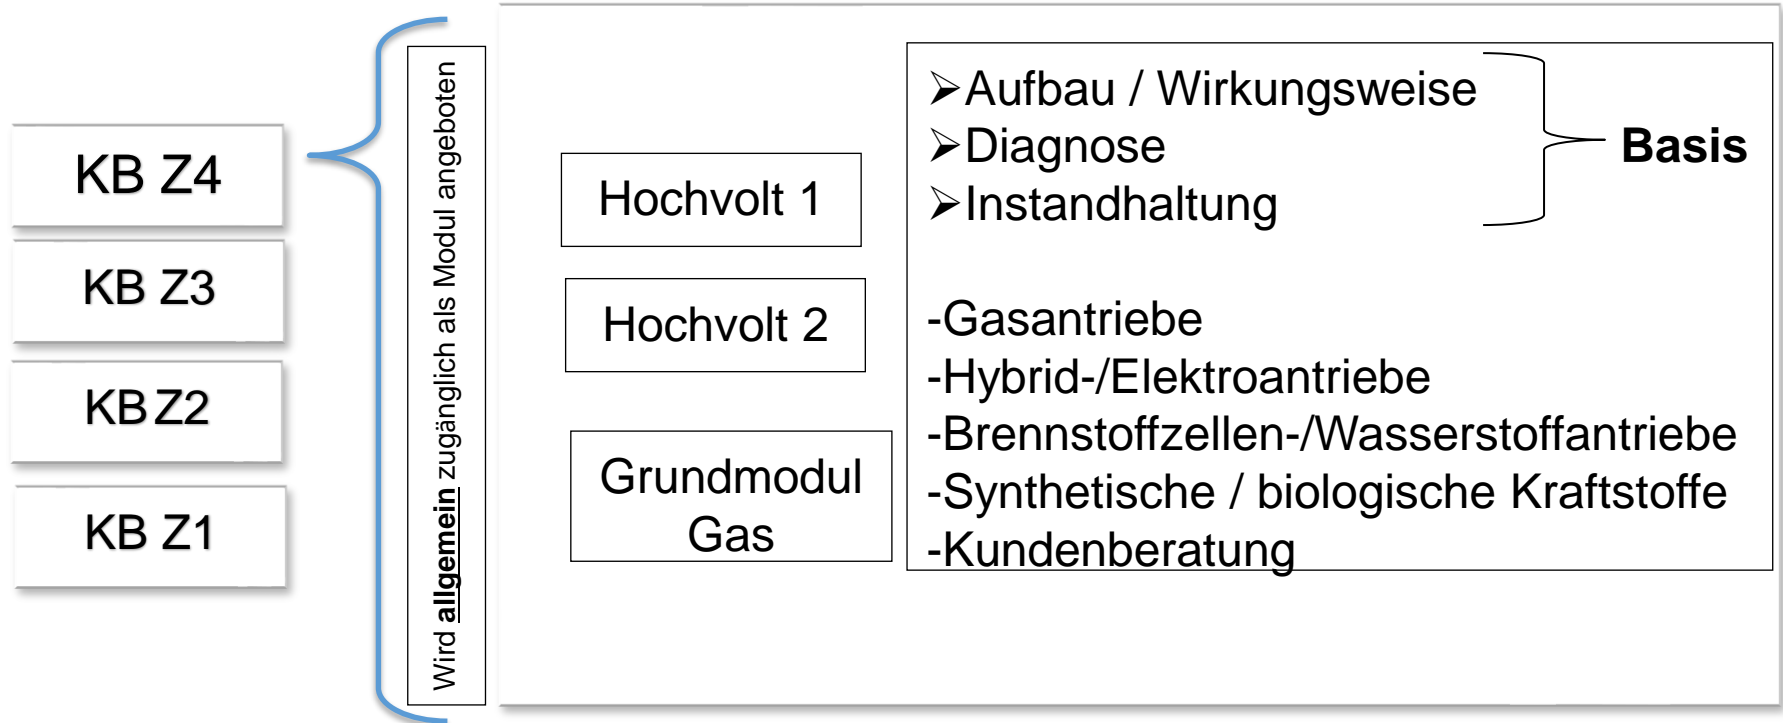 KB Z4
KB Z3
KB Z2
KB Z1
Wird allgemein zugänglich als Modul angeboten
Hochvolt 1
Hochvolt 2
Grundmodul
Gas
➢Aufbau / Wirkungsweise
➢Diagnose
➢Instandhaltung
Basis
-Gasantriebe
-Hybrid-/Elektroantriebe
-Brennstoffzellen-/Wasserstoffantriebe
-Synthetische / biologische Kraftstoffe
-Kundenberatung